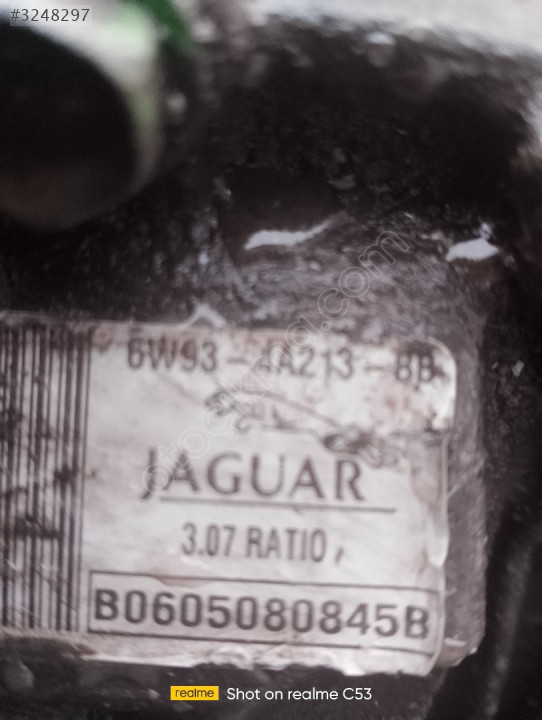 #3248297
6W93-4A213-BB
JAGUAR
3.07 RATIO
B0605080845B
realme Shot on realme C53